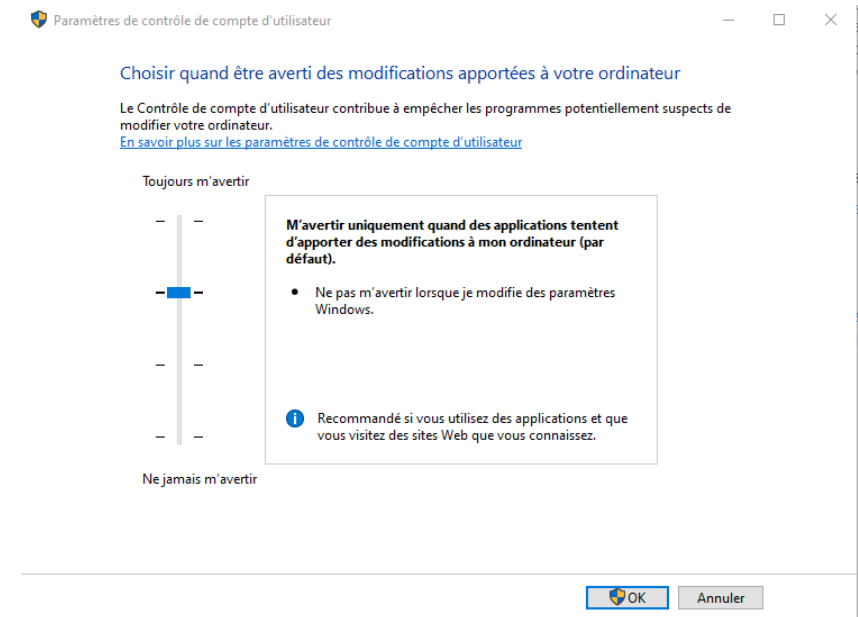 Paramètres de contrôle de compte d’utilisateur
Choisir quand être averti des modifications apportées à votre ordinateur
Le Contrôle de compte d’utilisateur contribue à empêcher les programmes potentiellement suspects de
modifier votre ordinateur.
En savoir plus sur les paramètres de contrôle de compte d’utilisateur
Toujours m’avertir
M’avertir uniquement quand des applications tentent
d’apporter des modifications à mon ordinateur (par
défaut).
• Ne pas m’avertir lorsque je modifie des paramètres
Windows.
Recommandé si vous utilisez des applications et que
vous visitez des sites Web que vous connaissez.
Ne jamais m’avertir
OK
Annuler